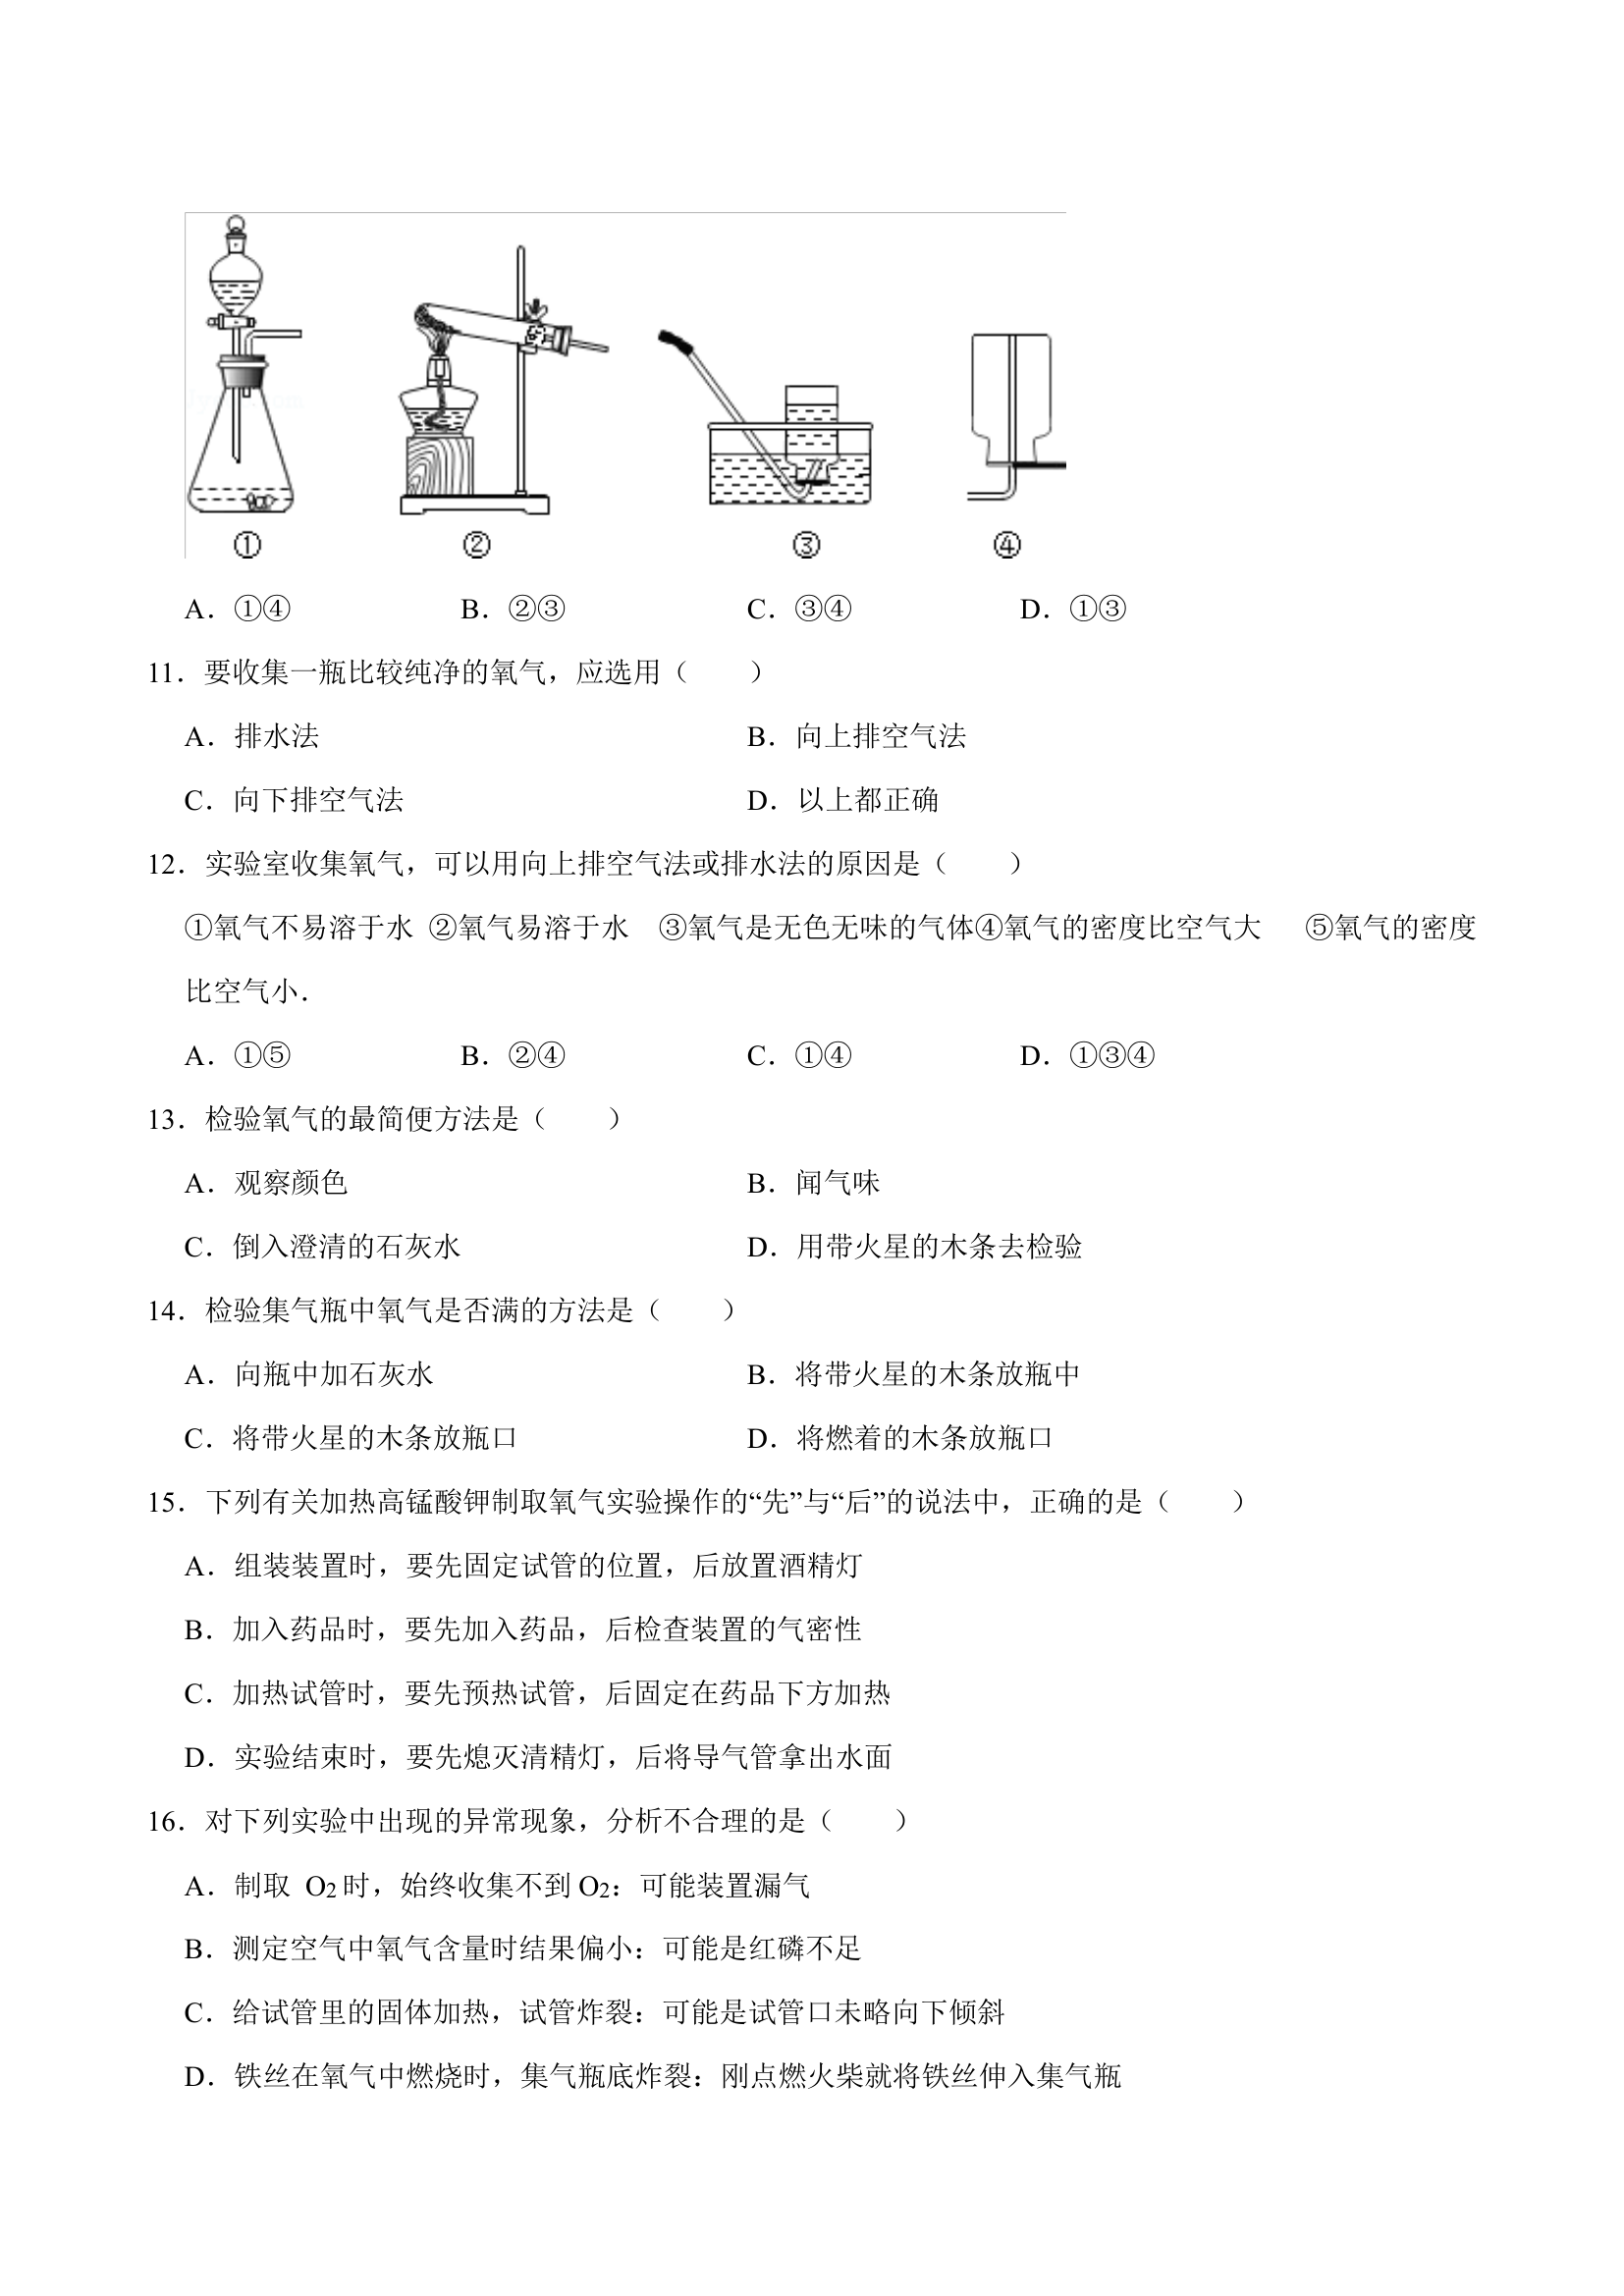 ① ② ③ ④
A．①④ B．②③ C．③④ D．①③
11．要收集一瓶比较纯净的氧气，应选用（　　）
A．排水法 B．向上排空气法
C．向下排空气法 D．以上都正确
12．实验室收集氧气，可以用向上排空气法或排水法的原因是（　　）
①氧气不易溶于水 ②氧气易溶于水 ③氧气是无色无味的气体④氧气的密度比空气大 ⑤氧气的密度
比空气小．
A．①⑤ B．②④ C．①④ D．①③④
13．检验氧气的最简便方法是（　　）
A．观察颜色 B．闻气味
C．倒入澄清的石灰水 D．用带火星的木条去检验
14．检验集气瓶中氧气是否满的方法是（　　）
A．向瓶中加石灰水 B．将带火星的木条放瓶中
C．将带火星的木条放瓶口 D．将燃着的木条放瓶口
15．下列有关加热高锰酸钾制取氧气实验操作的“先”与“后”的说法中，正确的是（　　）
A．组装装置时，要先固定试管的位置，后放置酒精灯
B．加入药品时，要先加入药品，后检查装置的气密性
C．加热试管时，要先预热试管，后固定在药品下方加热
D．实验结束时，要先熄灭清精灯，后将导气管拿出水面
16．对下列实验中出现的异常现象，分析不合理的是（　　）
A．制取 O2时，始终收集不到O2：可能装置漏气
B．测定空气中氧气含量时结果偏小：可能是红磷不足
C．给试管里的固体加热，试管炸裂：可能是试管口未略向下倾斜
D．铁丝在氧气中燃烧时，集气瓶底炸裂：刚点燃火柴就将铁丝伸入集气瓶